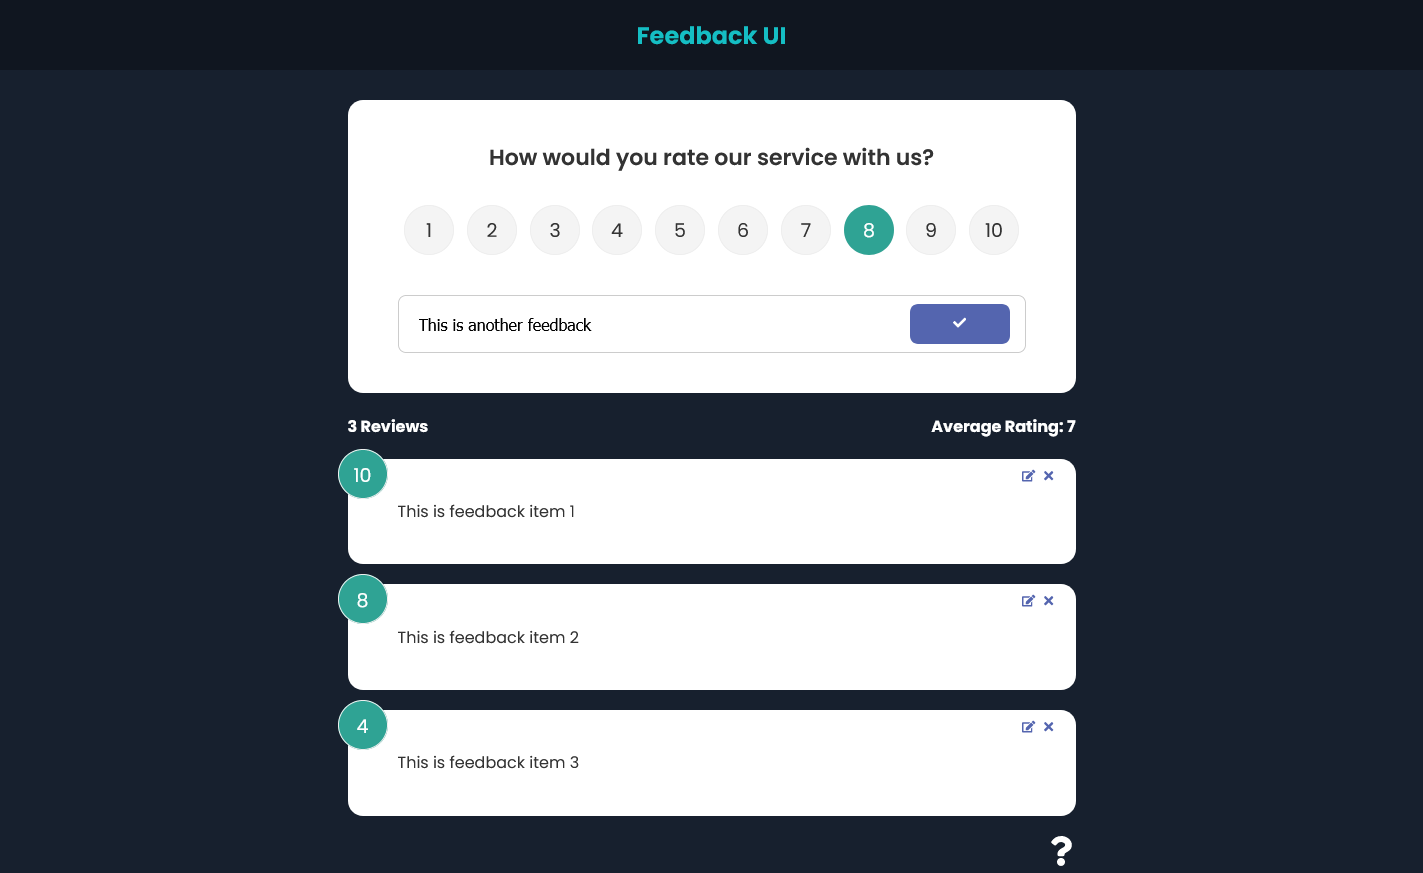 Feedback UI
How would you rate our service with us?
1 2 3 4 5 6 7 8 9 10
This is another feedback
3 Reviews Average Rating: 7
10
This is feedback item 1
8
This is feedback item 2
4
This is feedback item 3
?